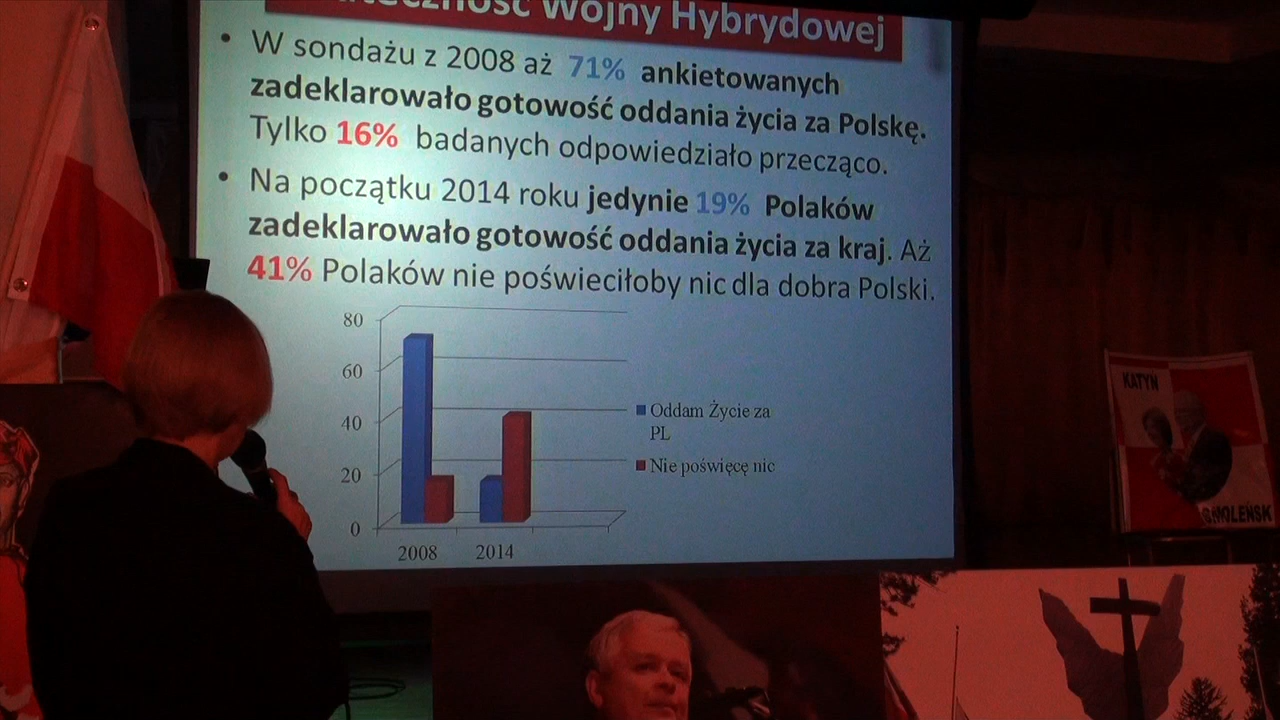 Wojny Hybrydowej
• W sondażu z 2008 aż 71% ankietowanych
zadeklarowało gotowość oddania życia za Polskę.
Tylko 16% badanych odpowiedziało przecząco.
• Na początku 2014 roku jedynie 19% Polaków
zadeklarowało gotowość oddania życia za kraj. Aż
41% Polaków nie poświeciłoby nic dla dobra Polski.
80
60
40
20
0
2008 2014
Oddam Życie za
PL
Nie poświęcę nic
KATYŃ
SMOLEŃSK